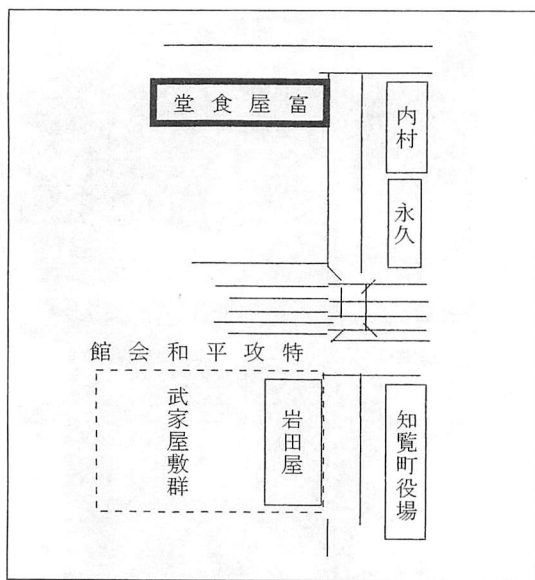 富屋食堂
内村
永久
特攻平和会館
武家屋敷群
岩田屋
知覧町役場